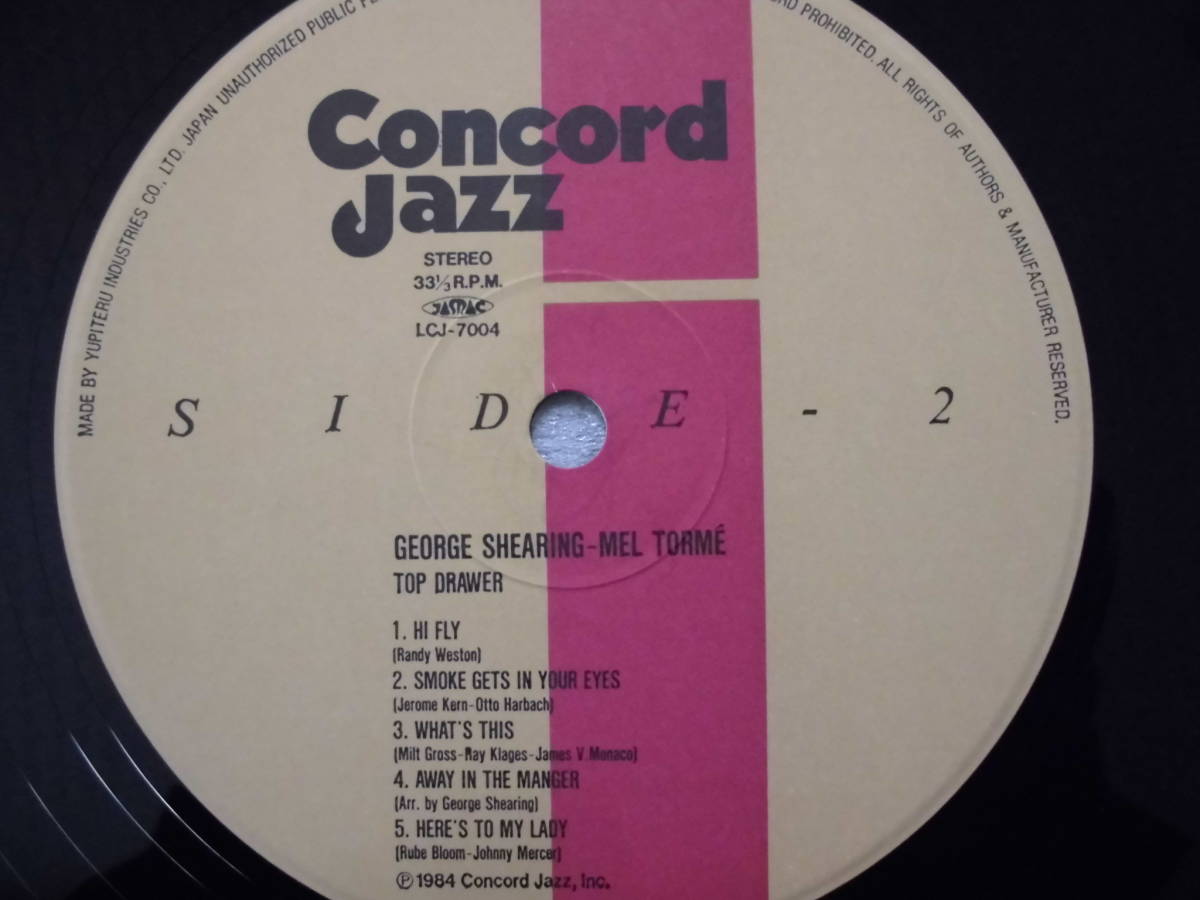 MADE BY YUPITERU INDUSTRIES CO., LTD. JAPAN UNAUTHORIZED PUBLIC
PROHIBITED. ALL RIGHTS OF AUTHORS & MANUFACTURER RESERVED.
Concord
Jazz
STEREO
33⅓ R.P.M.
JASRAC
LCJ-7004
SIDE-2
GEORGE SHEARING-MEL TORMÉ
TOP DRAWER
1. HI FLY
(Randy Weston)
2. SMOKE GETS IN YOUR EYES
(Jerome Kern-Otto Harbach)
3. WHAT'S THIS
(Milt Gross-Ray Klages-James V Monaco)
4. AWAY IN THE MANGER
(Arr. by George Shearing)
5. HERE'S TO MY LADY
(Rube Bloom-Johnny Mercer)
℗1984 Concord Jazz, Inc.